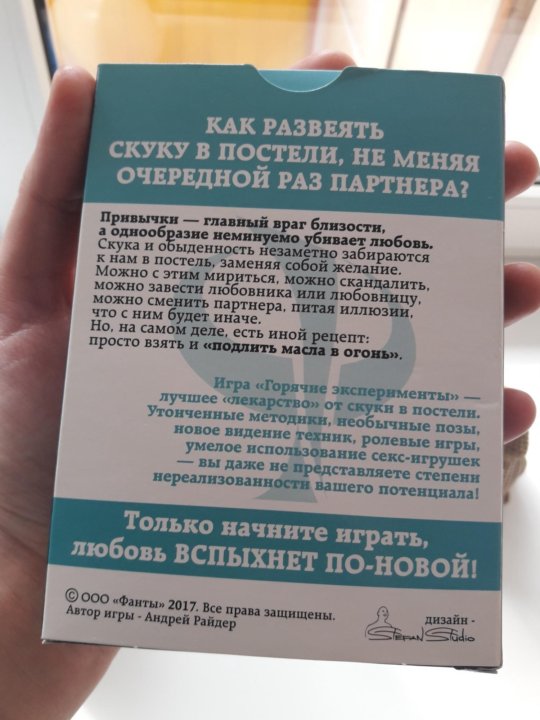 КАК РАЗВЕЯТЬ
СКУКУ В ПОСТЕЛИ, НЕ МЕНЯЯ
ОЧЕРЕДНОЙ РАЗ ПАРТНЕРА?
Привычки — главный враг близости,
а однообразие неминуемо убивает любовь.
Скука и обыденность незаметно забираются
к нам в постель, заменяя собой желание.
Можно с этим мириться, можно скандалить,
можно завести любовника или любовницу,
можно сменить партнера, питая иллюзии,
что с ним будет иначе.
Но, на самом деле, есть иной рецепт:
просто взять и «подлить масла в огонь».
Игра «Горячие эксперименты» —
лучшее «лекарство» от скуки в постели.
Утонченные методики, необычные позы,
новое видение техник, ролевые игры,
умелое использование секс-игрушек
— вы даже не представляете степени
нереализованности вашего потенциала!
Только начните играть,
любовь ВСПЫХНЕТ ПО-НОВОЙ!
© ООО «Фанты» 2017. Все права защищены.
Автор игры - Андрей Райдер
дизайн -
Stefan Studio